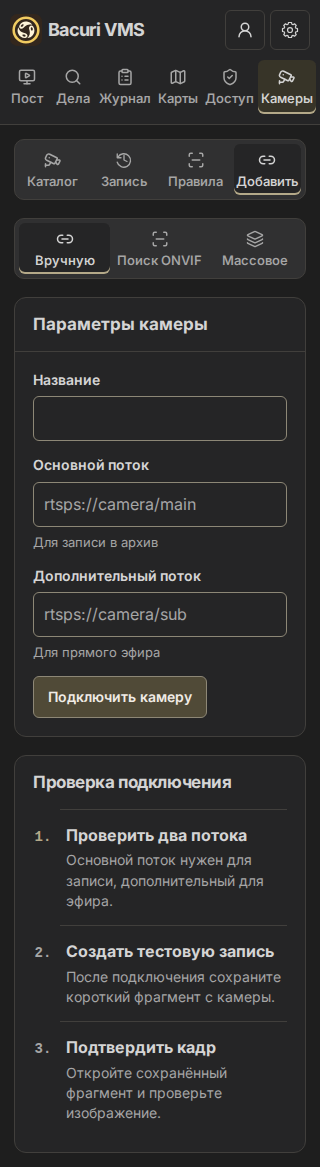 Bacuri VMS
Пост Дела Журнал Карты Доступ Камеры
Каталог Запись Правила Добавить
Вручную Поиск ONVIF Массовое
Параметры камеры
Название
Основной поток
rtsps://camera/main
Для записи в архив
Дополнительный поток
rtsps://camera/sub
Для прямого эфира
Подключить камеру
Проверка подключения
1. Проверить два потока
Основной поток нужен для
записи, дополнительный для
эфира.
2. Создать тестовую запись
После подключения сохраните
короткий фрагмент с камеры.
3. Подтвердить кадр
Откройте сохранённый
фрагмент и проверьте
изображение.